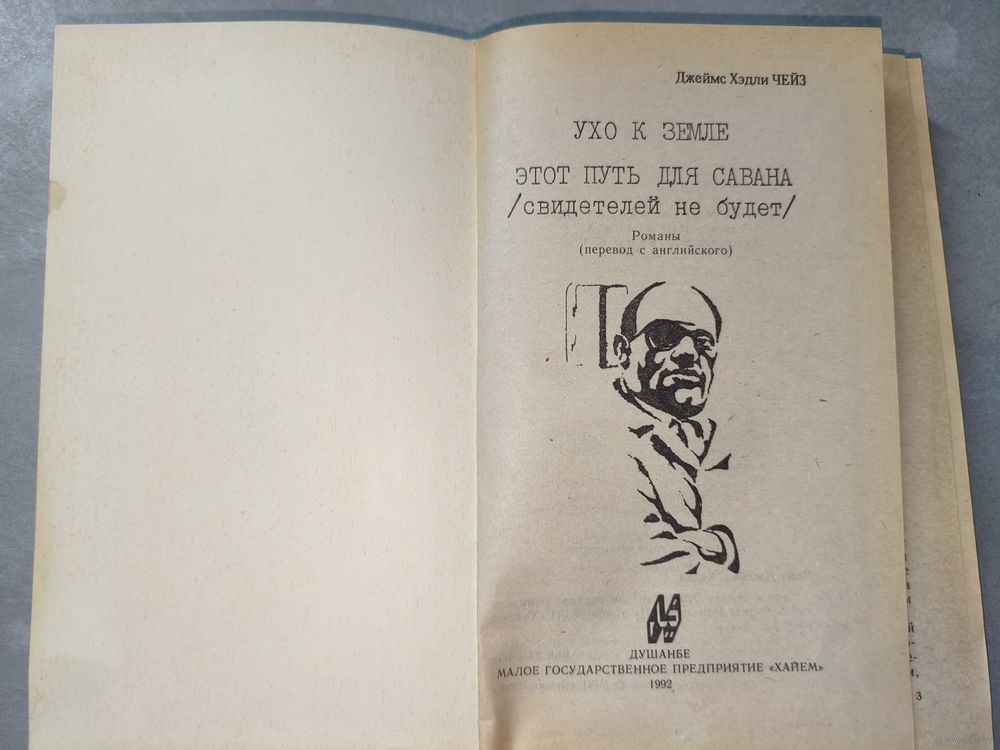 Джеймс Хэдли ЧЕЙЗ
УХО К ЗЕМЛЕ
ЭТОТ ПУТЬ ДЛЯ САВАНА
/свидетелей не будет/
Романы
(перевод с английского)
ДУШАНБЕ
МАЛОЕ ГОСУДАРСТВЕННОЕ ПРЕДПРИЯТИЕ «ХАЙЕМ»
1992